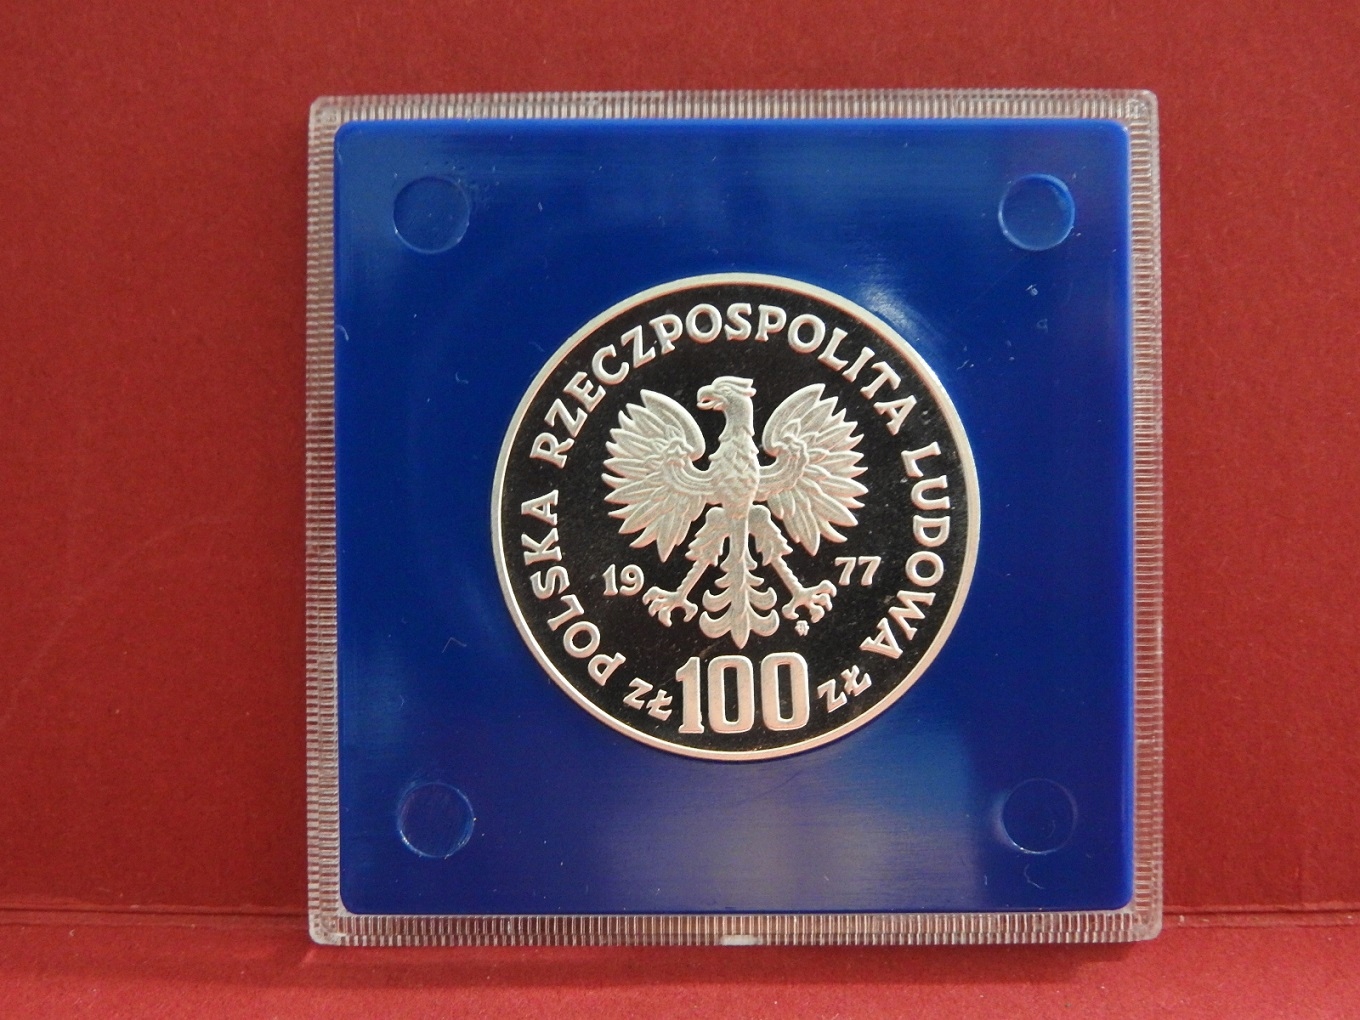 POLSKA RZECZPOSPOLITA LUDOWA
19 77
ZŁ 100 ZŁ